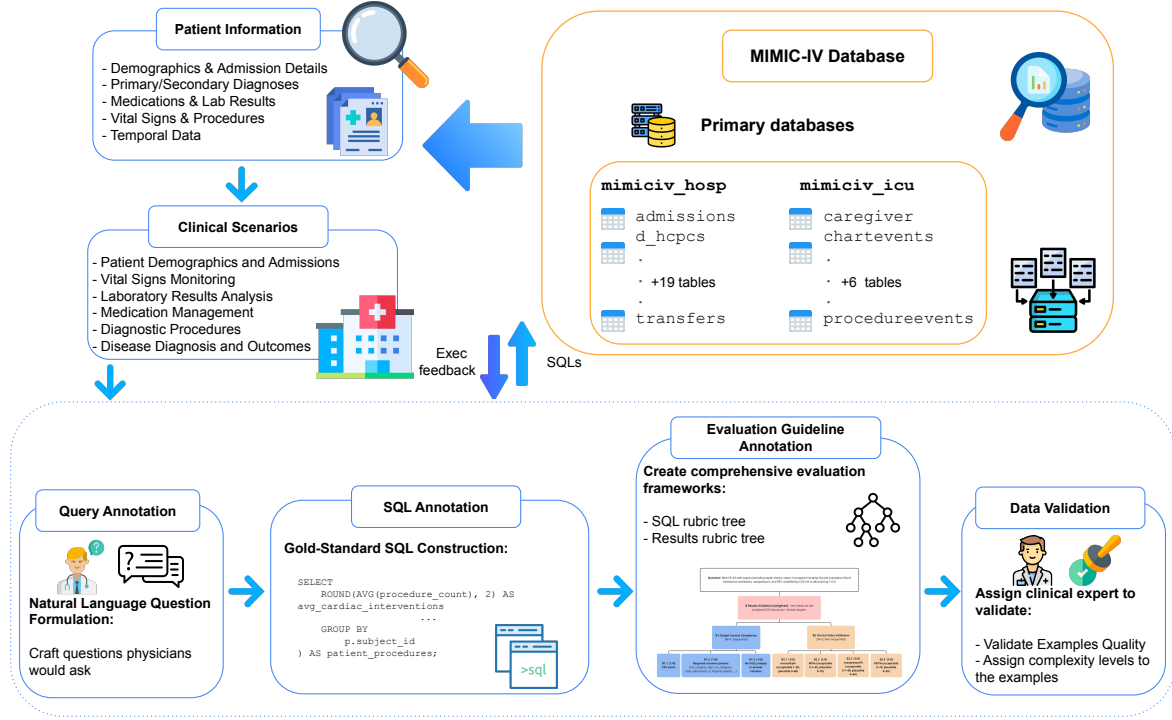 Patient Information
- Demographics & Admission Details
- Primary/Secondary Diagnoses
- Medications & Lab Results
- Vital Signs & Procedures
- Temporal Data
MIMIC-IV Database
Primary databases
mimiciv_hosp
admissions
d_hcpcs
.
. +19 tables
.
transfers
mimiciv_icu
caregiver
chartevents
.
. +6 tables
.
procedureevents
Clinical Scenarios
- Patient Demographics and Admissions
- Vital Signs Monitoring
- Laboratory Results Analysis
- Medication Management
- Diagnostic Procedures
- Disease Diagnosis and Outcomes
Exec
feedback
SQLs
Query Annotation
Natural Language Question
Formulation:
Craft questions physicians
would ask
SQL Annotation
Gold-Standard SQL Construction:
SELECT
ROUND(AVG(procedure_count), 2) AS
avg_cardiac_interventions
...
GROUP BY
p.subject_id
) AS patient_procedures;
>sql
Evaluation Guideline
Annotation
Create comprehensive evaluation
frameworks:
- SQL rubric tree
- Results rubric tree
Data Validation
Assign clinical expert to
validate:
- Validate Examples Quality
- Assign complexity levels to
the examples